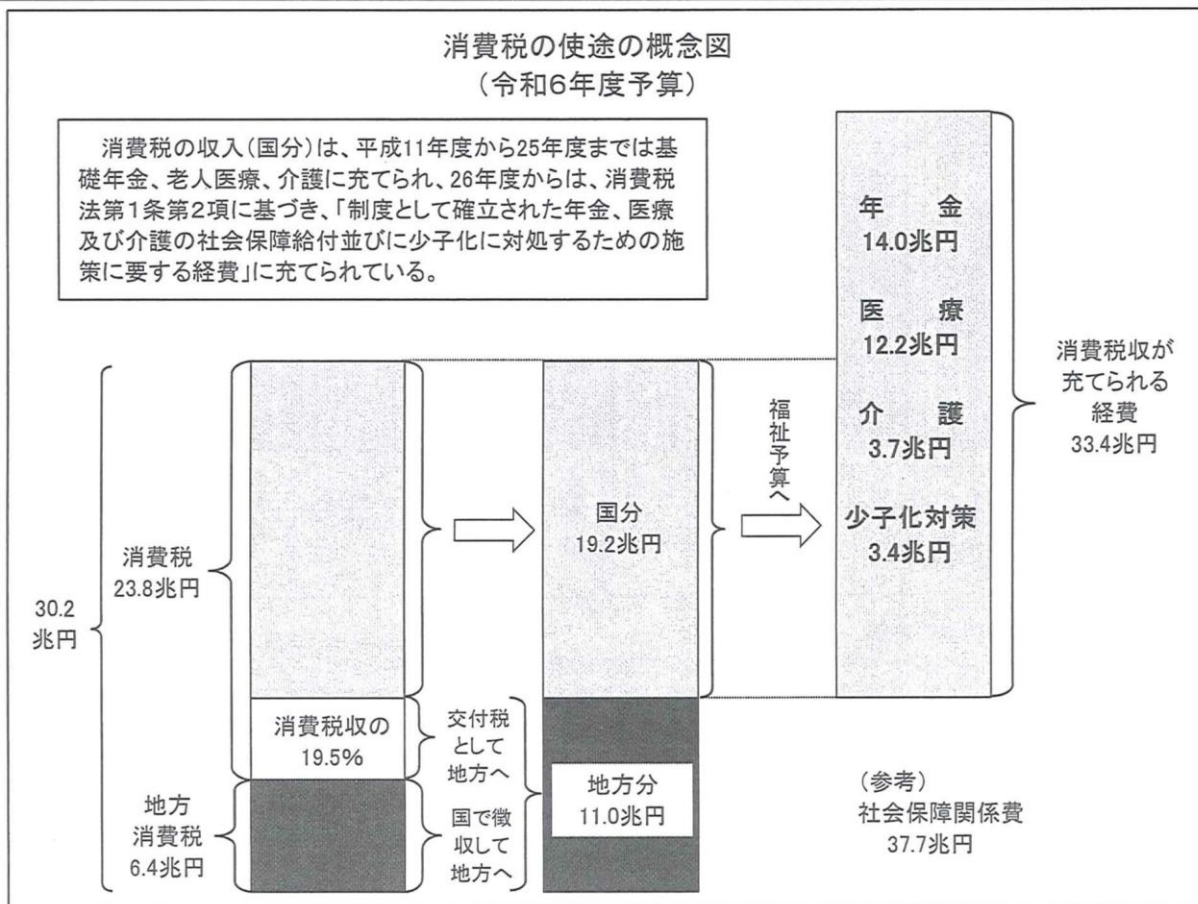 消費税の使途の概念図
（令和6年度予算）
消費税の収入（国分）は、平成11年度から25年度までは基
礎年金、老人医療、介護に充てられ、26年度からは、消費税
法第1条第2項に基づき、「制度として確立された年金、医療
及び介護の社会保障給付並びに少子化に対処するための施
策に要する経費」に充てられている。
30.2
兆円
消費税
23.8兆円
地方
消費税
6.4兆円
消費税収の
19.5%
交付税
として
地方へ
国で徴
収して
地方へ
国分
19.2兆円
地方分
11.0兆円
福祉予算へ
年　金
14.0兆円
医　療
12.2兆円
介　護
3.7兆円
少子化対策
3.4兆円
消費税収が
充てられる
経費
33.4兆円
（参考）
社会保障関係費
37.7兆円